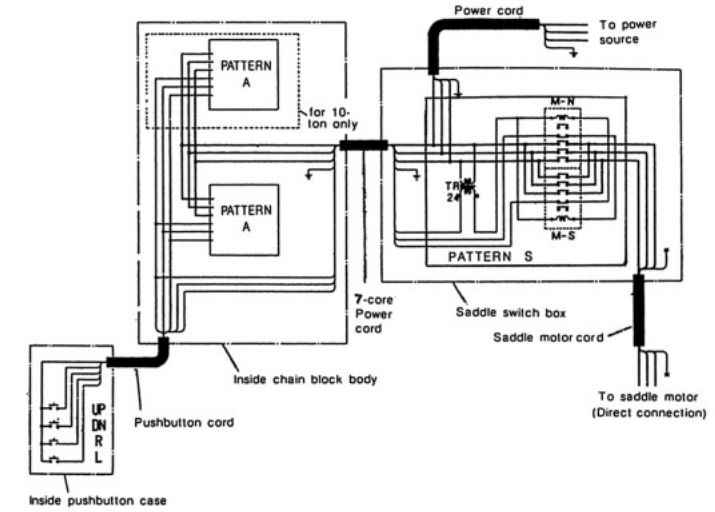 Power cord
To power
source
PATTERN
A
for 10-
ton only
M-N
PATTERN
A
TR
24
M-S
PATTERN S
7-core
Power
cord
Saddle switch box
Saddle motor cord
Inside chain block body
To saddle motor
(Direct connection)
Pushbutton cord
UP
DN
R
L
Inside pushbutton case